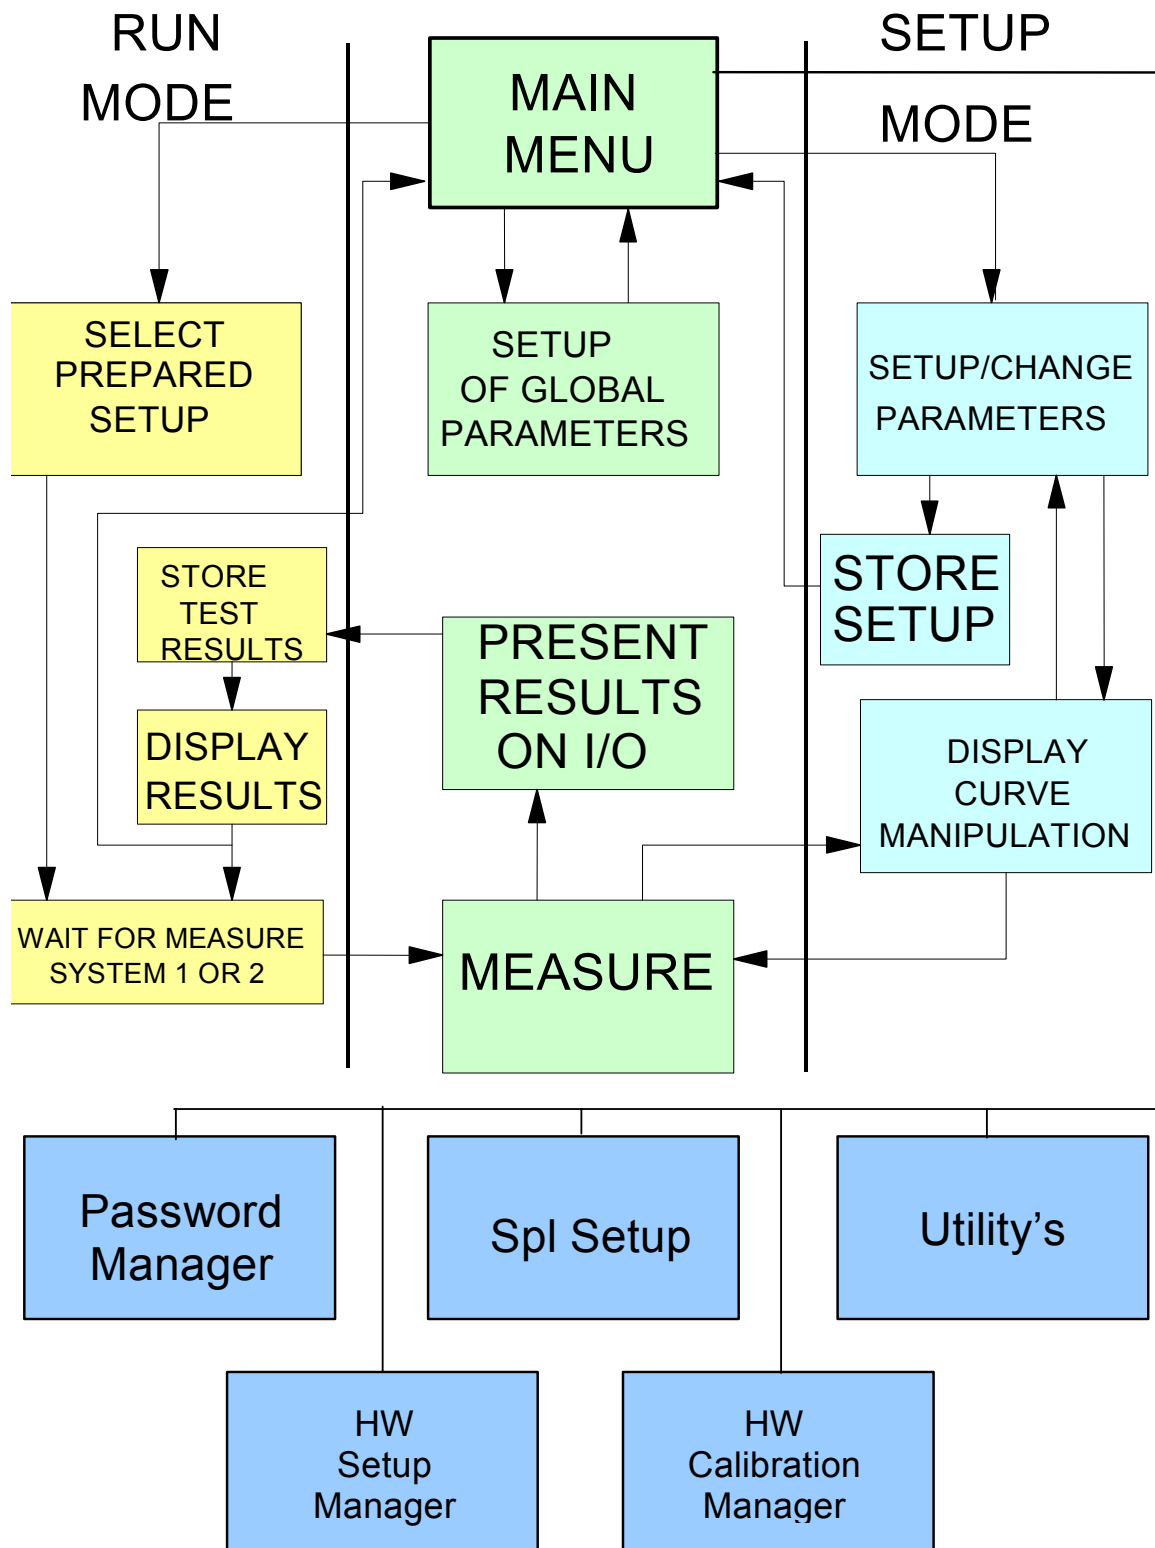 RUN
MODE
MAIN
MENU
SETUP
MODE
SELECT
PREPARED
SETUP
SETUP
OF GLOBAL
PARAMETERS
SETUP/CHANGE
PARAMETERS
STORE
TEST
RESULTS
PRESENT
RESULTS
ON I/O
STORE
SETUP
DISPLAY
RESULTS
DISPLAY
CURVE
MANIPULATION
WAIT FOR MEASURE
SYSTEM 1 OR 2
MEASURE
Password
Manager
Spl Setup
Utility’s
HW
Setup
Manager
HW
Calibration
Manager